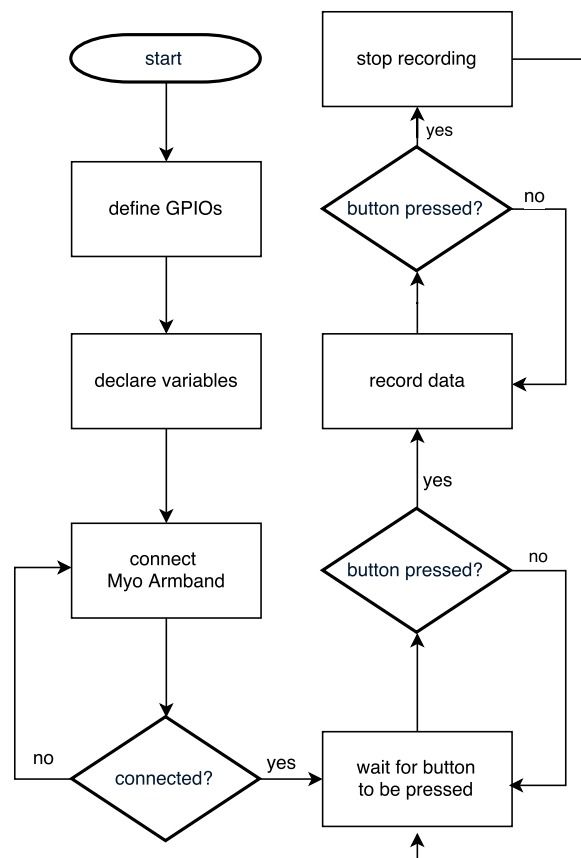 start
define GPIOs
declare variables
connect
Myo Armband
connected?
no
yes
wait for button
to be pressed
button pressed?
no
yes
record data
button pressed?
no
yes
stop recording